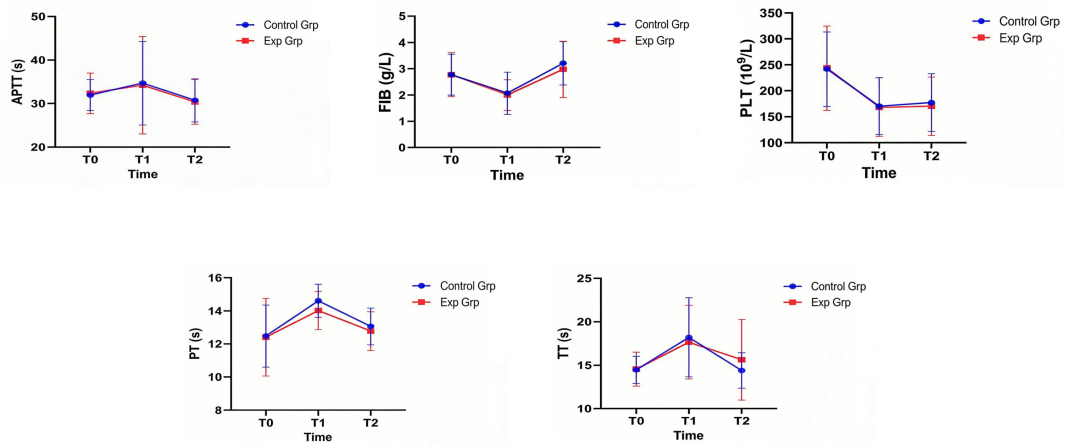 50
40
30
20
APTT (s)
T0 T1 T2
Time
Control Grp
Exp Grp
5
4
3
2
1
0
FIB (g/L)
T0 T1 T2
Time
Control Grp
Exp Grp
350
300
250
200
150
100
PLT (10⁹/L)
T0 T1 T2
Time
Control Grp
Exp Grp
16
14
12
10
8
PT (s)
T0 T1 T2
Time
Control Grp
Exp Grp
25
20
15
10
TT (s)
T0 T1 T2
Time
Control Grp
Exp Grp